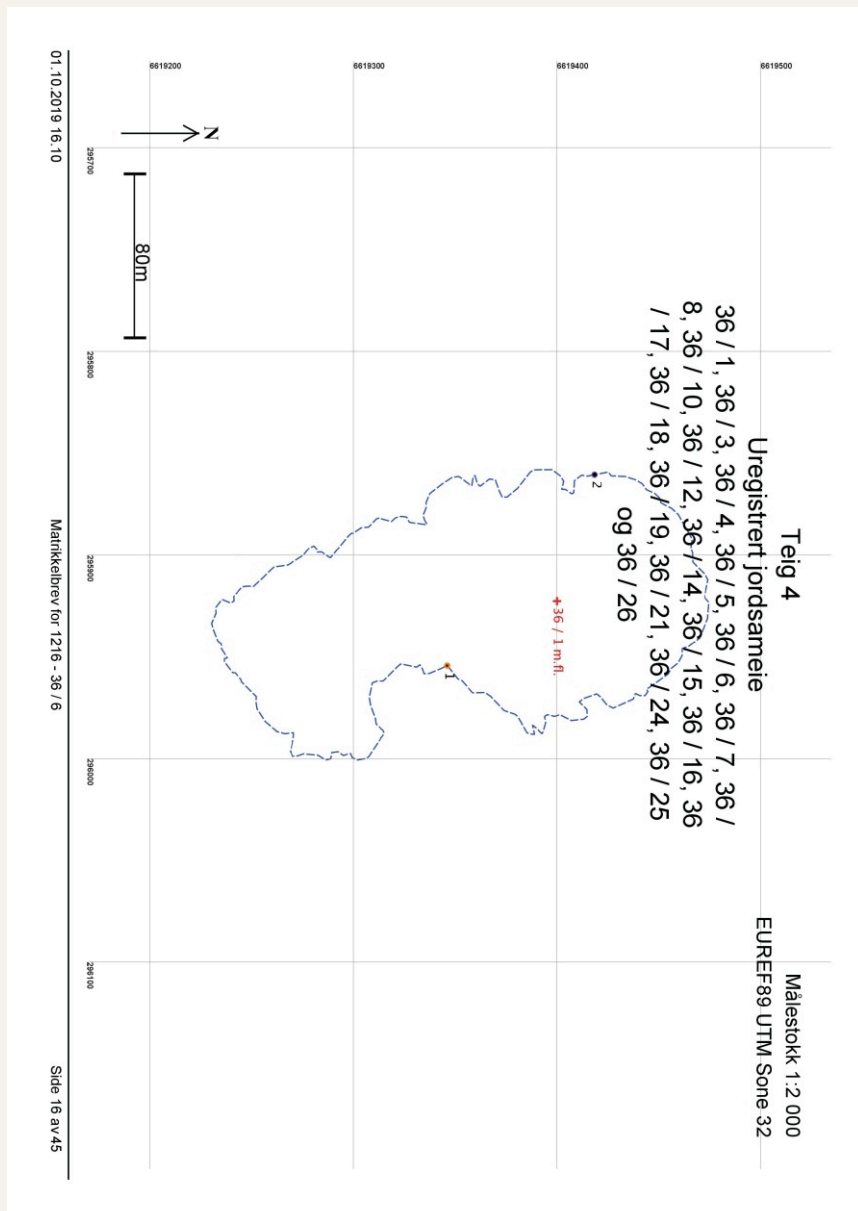 Teig 4
Uregistrert jordsameie
36 / 1, 36 / 3, 36 / 4, 36 / 5, 36 / 6, 36 / 7, 36 /
8, 36 / 10, 36 / 12, 36 / 14, 36 / 15, 36 / 16, 36
/ 17, 36 / 18, 36 / 19, 36 / 21, 36 / 24, 36 / 25
og 36 / 26
Målestokk 1:2 000
EUREF89 UTM Sone 32
6619500
6619400
6619300
6619200
2
+36 / 1 m.fl.
1
N
80m
295700
295800
295900
296000
296100
01.10.2019 16.10
Matrikkelbrev for 1216 - 36 / 6
Side 16 av 45